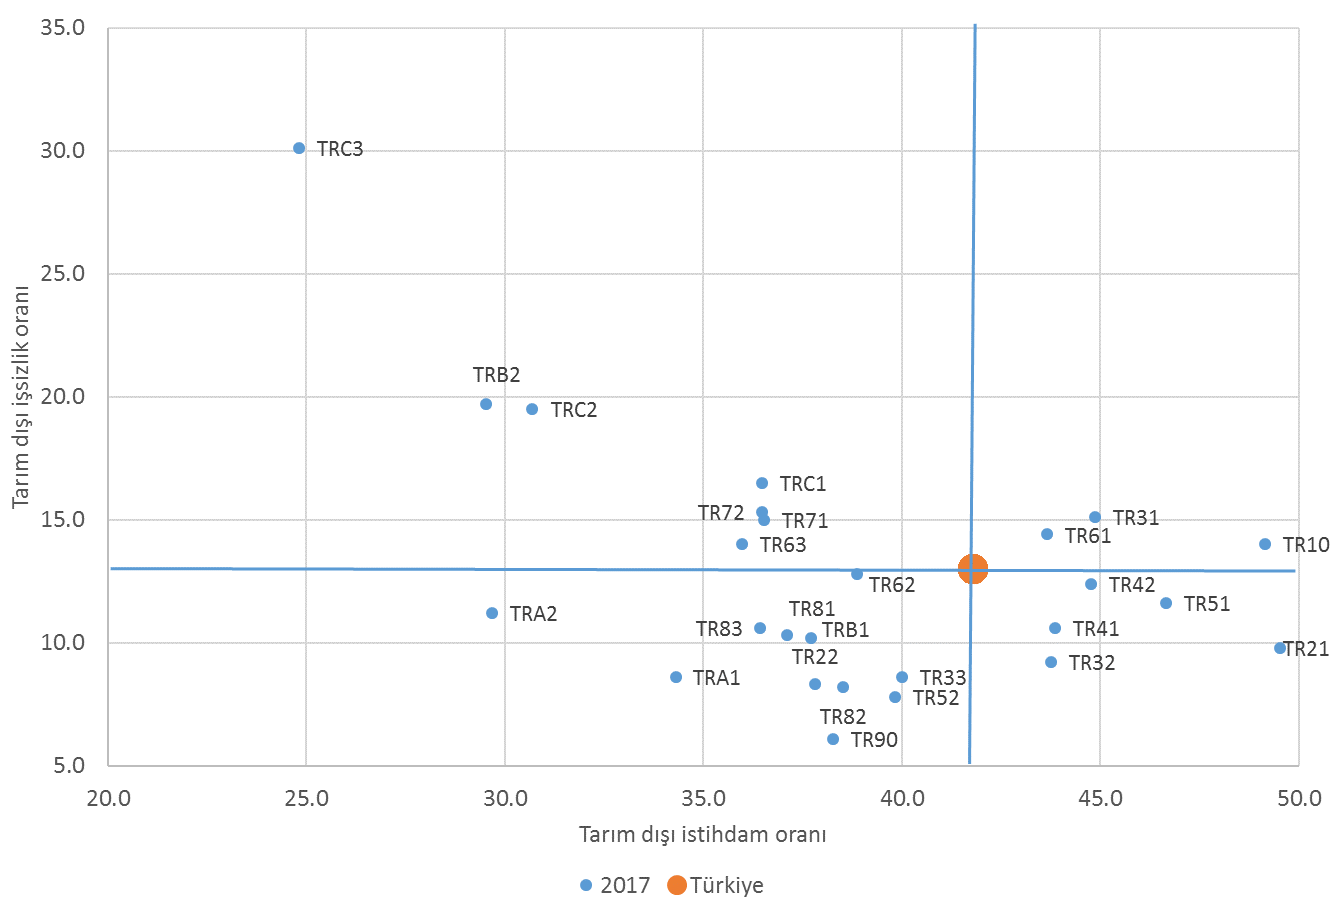 35.0
30.0
TRC3
25.0
TRB2
20.0
TRC2
TRC1
15.0
TR72
TR71
TR31
TR61
TR63
TR10
TR62
TR42
TRA2
TR81
TR51
TR83
TRB1
TR41
10.0
TR22
TR32
TR21
TRA1
TR33
TR52
TR82
TR90
5.0
20.0 25.0 30.0 35.0 40.0 45.0 50.0
Tarım dışı işsizlik oranı
Tarım dışı istihdam oranı
2017 Türkiye